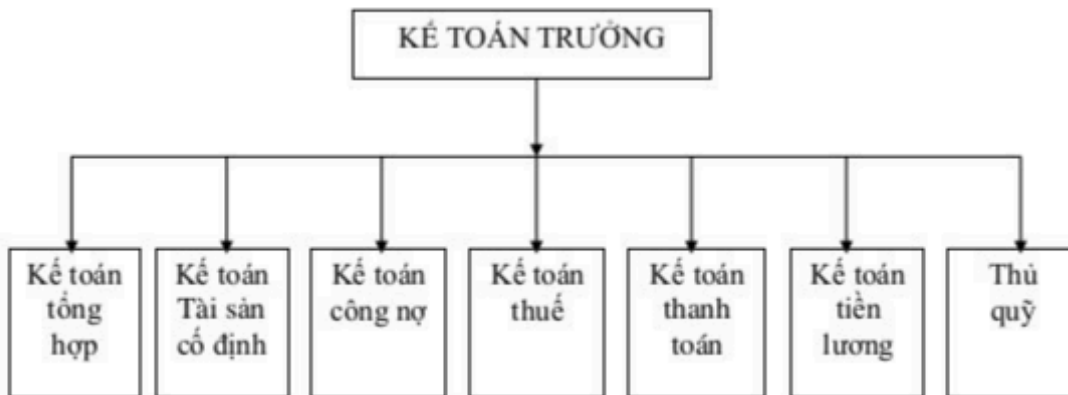 KẾ TOÁN TRƯỞNG
Kế toán
tổng
hợp
Kế toán
Tài sản
cố định
Kế toán
công nợ
Kế toán
thuế
Kế toán
thanh
toán
Kế toán
tiền
lương
Thủ
quỹ